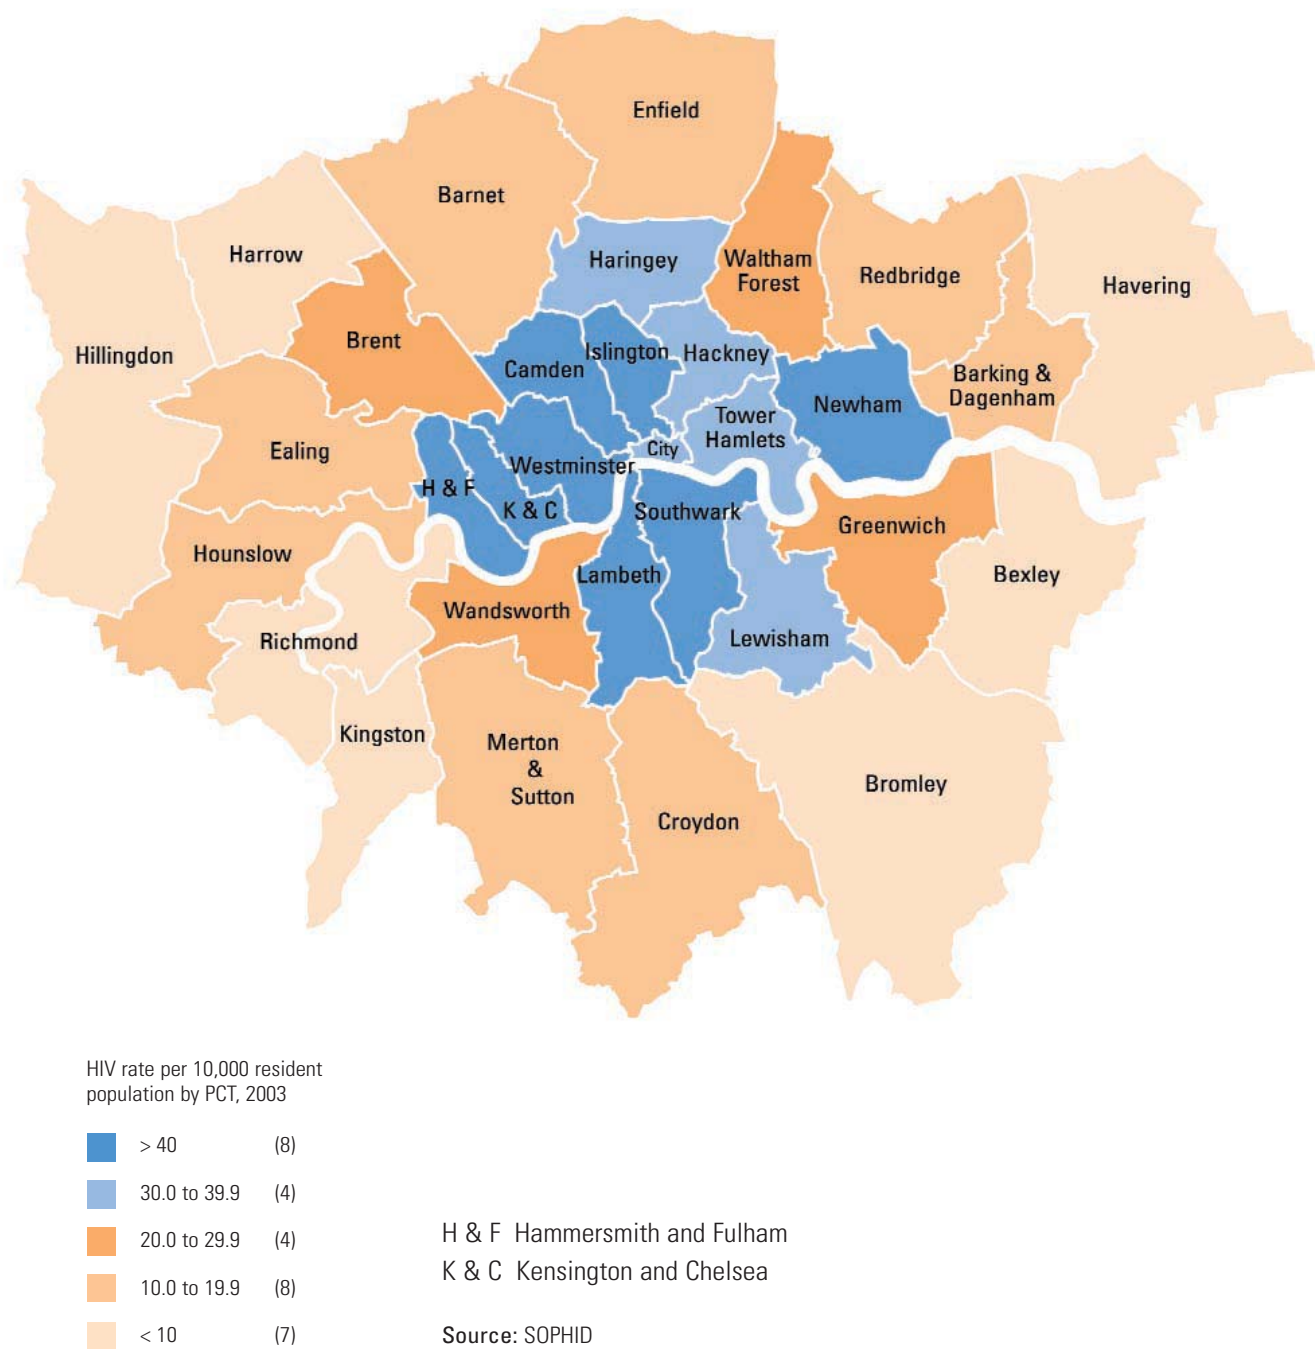 Enfield
Barnet
Harrow
Haringey
Waltham
Forest
Redbridge
Havering
Hillingdon
Brent
Camden
Islington
Hackney
Newham
Barking &
Dagenham
Tower
Hamlets
Ealing
City
Westminster
H & F
K & C
Southwark
Greenwich
Hounslow
Lambeth
Bexley
Wandsworth
Richmond
Lewisham
Kingston
Merton
&
Sutton
Bromley
Croydon
HIV rate per 10,000 resident
population by PCT, 2003
> 40 (8)
30.0 to 39.9 (4)
20.0 to 29.9 (4)
10.0 to 19.9 (8)
< 10 (7)
H & F Hammersmith and Fulham
K & C Kensington and Chelsea
Source: SOPHID